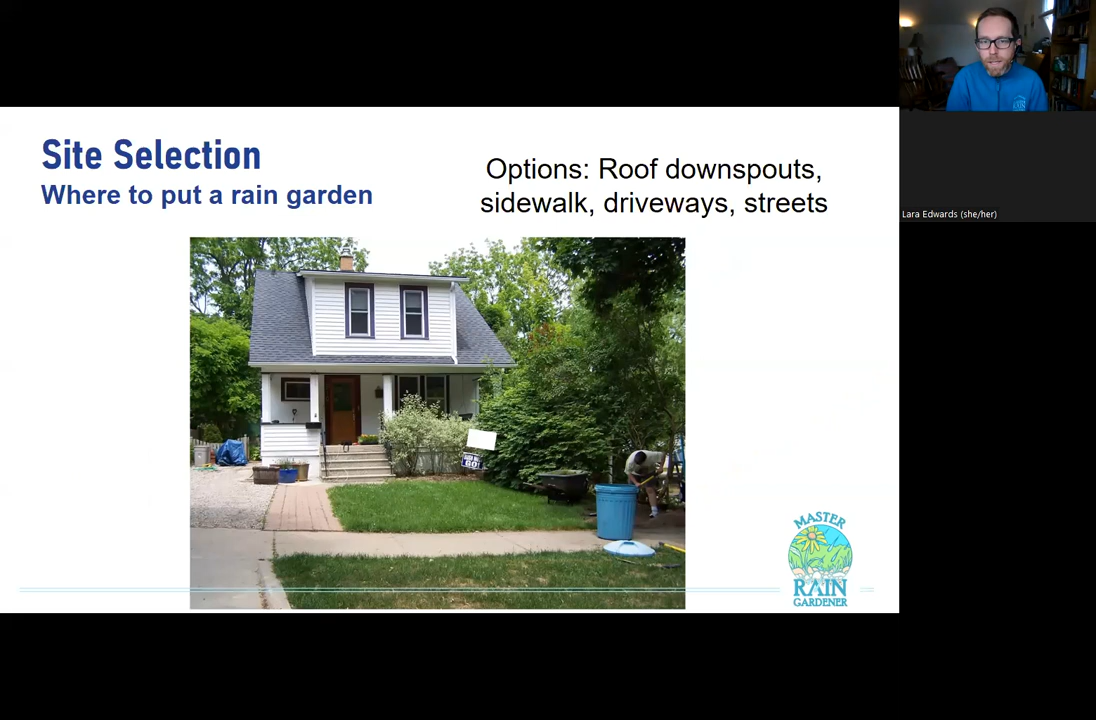 Site Selection
Where to put a rain garden
Options: Roof downspouts,
sidewalk, driveways, streets
Lara Edwards (she/her)
GO!
MASTER
RAIN
GARDENER